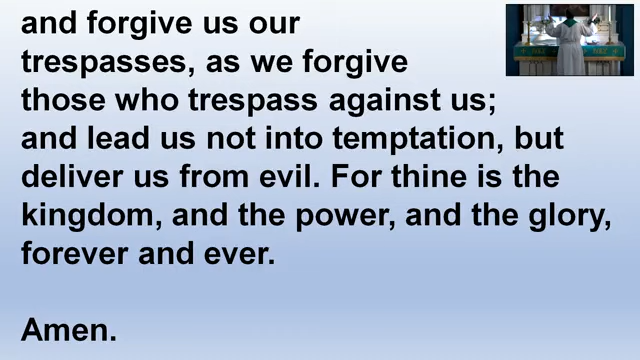 and forgive us our
trespasses, as we forgive
those who trespass against us;
and lead us not into temptation, but
deliver us from evil. For thine is the
kingdom, and the power, and the glory,
forever and ever.
Amen.